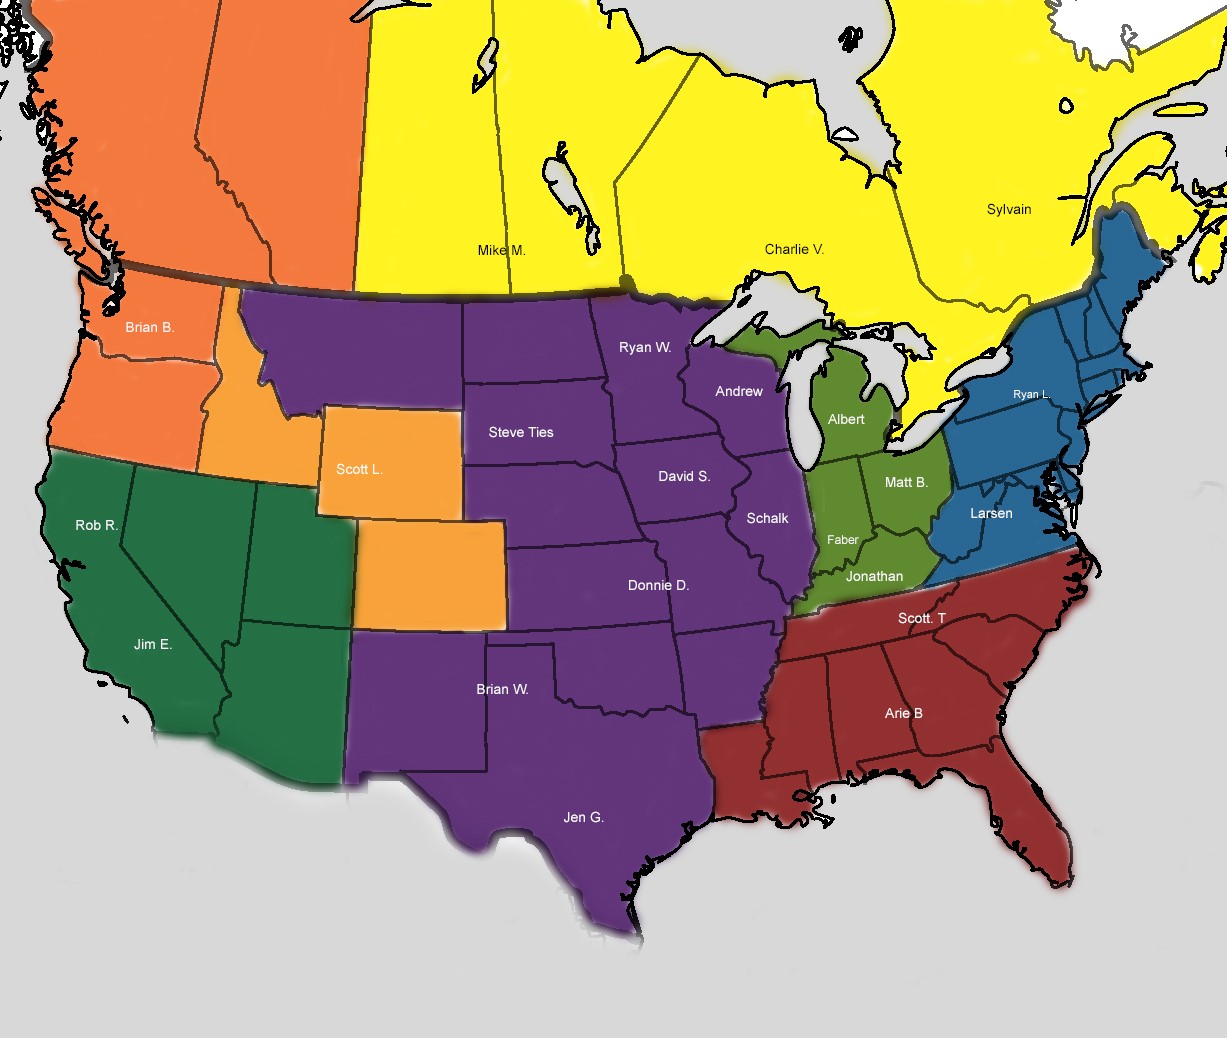 Sylvain
Mike M.
Charlie V.
Brian B.
Ryan W.
Andrew
Ryan L.
Albert
Steve Ties
Scott L.
David S.
Matt B.
Rob R.
Schalk
Larsen
Faber
Jonathan
Donnie D.
Scott. T
Jim E.
Brian W.
Arie B
Jen G.